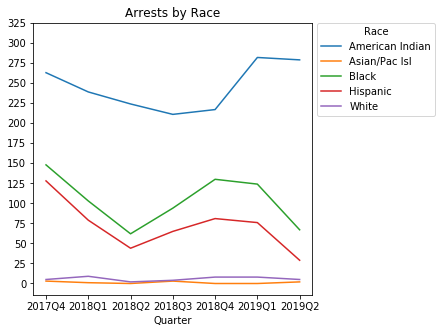 Arrests by Race
325
300
275
250
225
200
175
150
125
100
75
50
25
0
2017Q4 2018Q1 2018Q2 2018Q3 2018Q4 2019Q1 2019Q2
Quarter
Race
American Indian
Asian/Pac Isl
Black
Hispanic
White